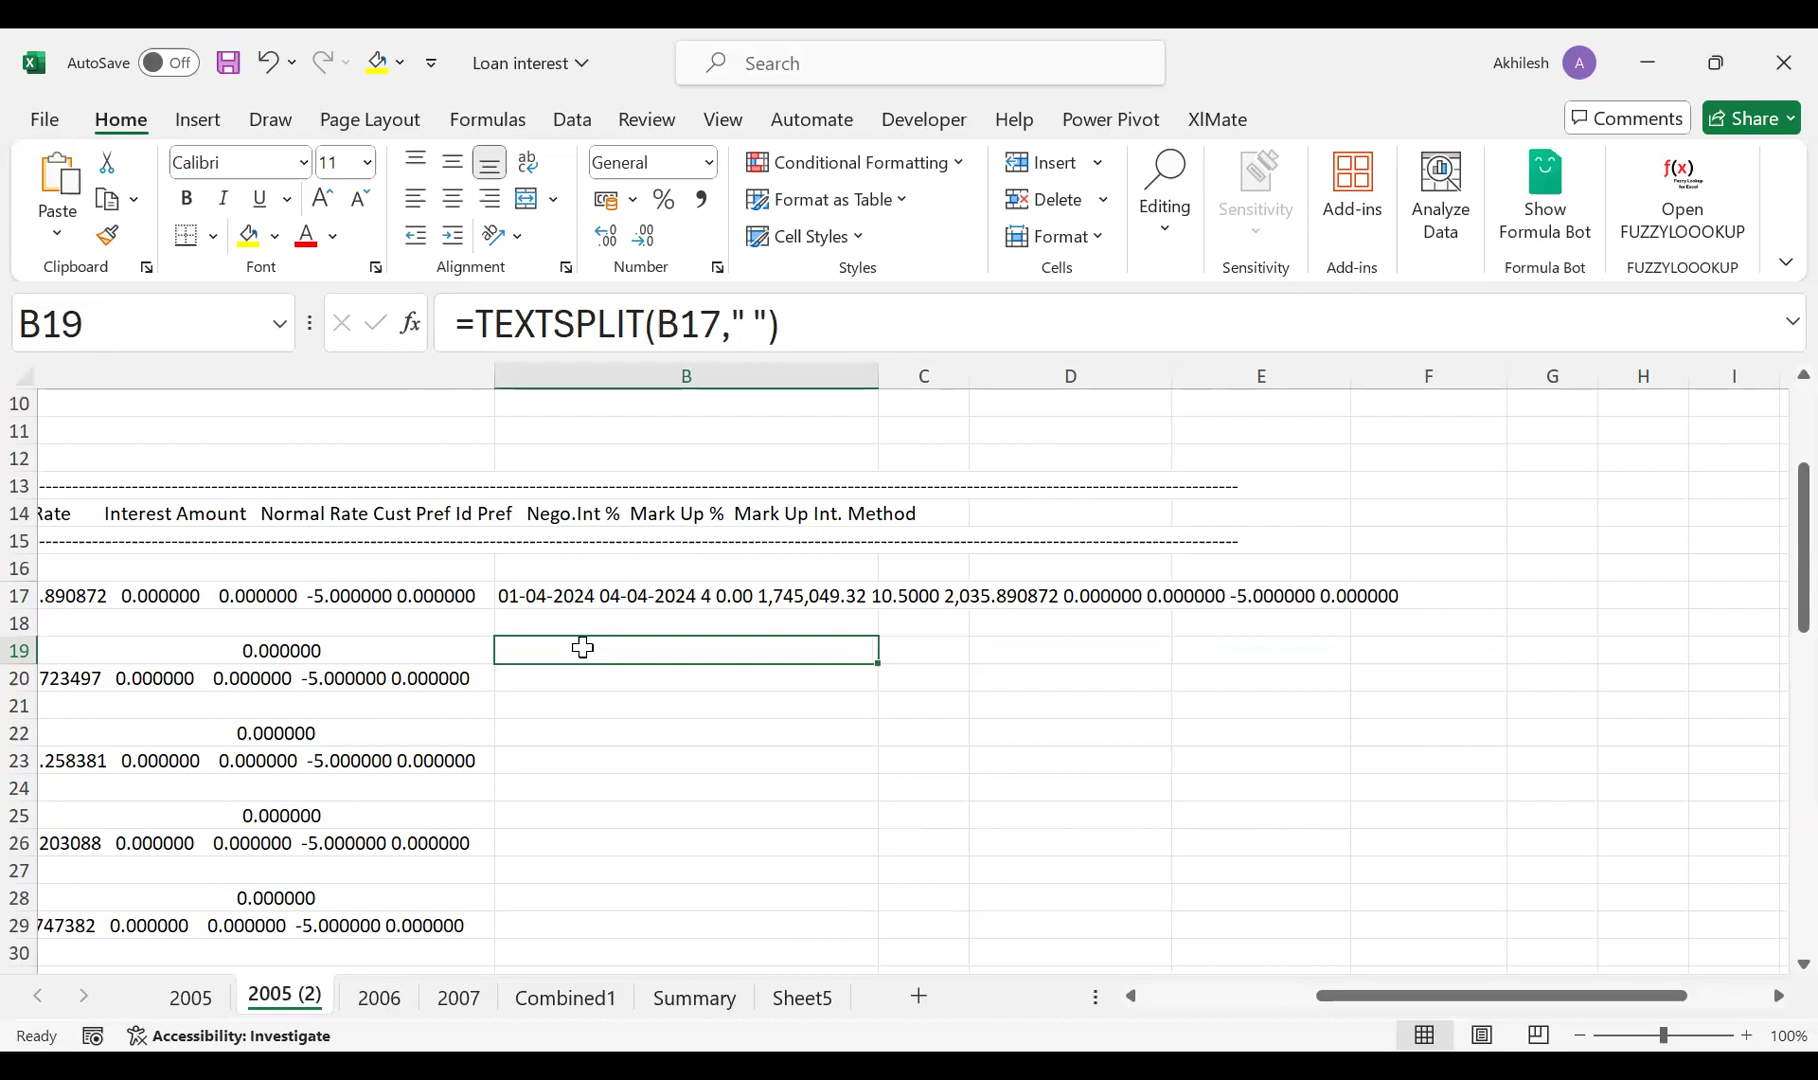 AutoSave Off Loan interest Search Akhilesh A
File Home Insert Draw Page Layout Formulas Data Review View Automate Developer Help Power Pivot XlMate Comments Share
Paste Calibri 11 General Conditional Formatting Insert Editing Sensitivity Add-ins Analyze Data Show Formula Bot Open FUZZYLOOOKUP
B I U A A % Format as Table Delete
A Cell Styles Format
Clipboard Font Alignment Number Styles Cells Sensitivity Add-ins Formula Bot FUZZYLOOOKUP
B19 fx =TEXTSPLIT(B17," ")
B C D E F G H I
10
11
12
13
14 Rate Interest Amount Normal Rate Cust Pref Id Pref Nego.Int % Mark Up % Mark Up Int. Method
15
16
17 .890872 0.000000 0.000000 -5.000000 0.000000 01-04-2024 04-04-2024 4 0.00 1,745,049.32 10.5000 2,035.890872 0.000000 0.000000 -5.000000 0.000000
18
19 0.000000
20 723497 0.000000 0.000000 -5.000000 0.000000
21
22 0.000000
23 .258381 0.000000 0.000000 -5.000000 0.000000
24
25 0.000000
26 203088 0.000000 0.000000 -5.000000 0.000000
27
28 0.000000
29 747382 0.000000 0.000000 -5.000000 0.000000
30
2005 2005 (2) 2006 2007 Combined1 Summary Sheet5
Ready Accessibility: Investigate 100%